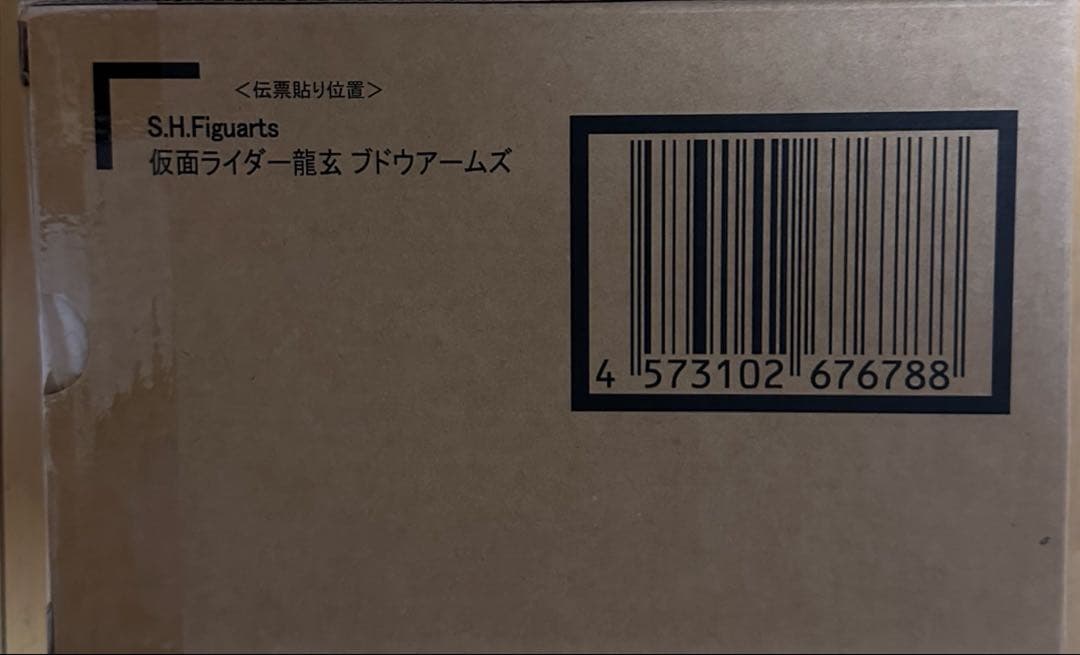 ＜伝票貼り位置＞
S.H.Figuarts
仮面ライダー龍玄 ブドウアームズ
4 573102 676788